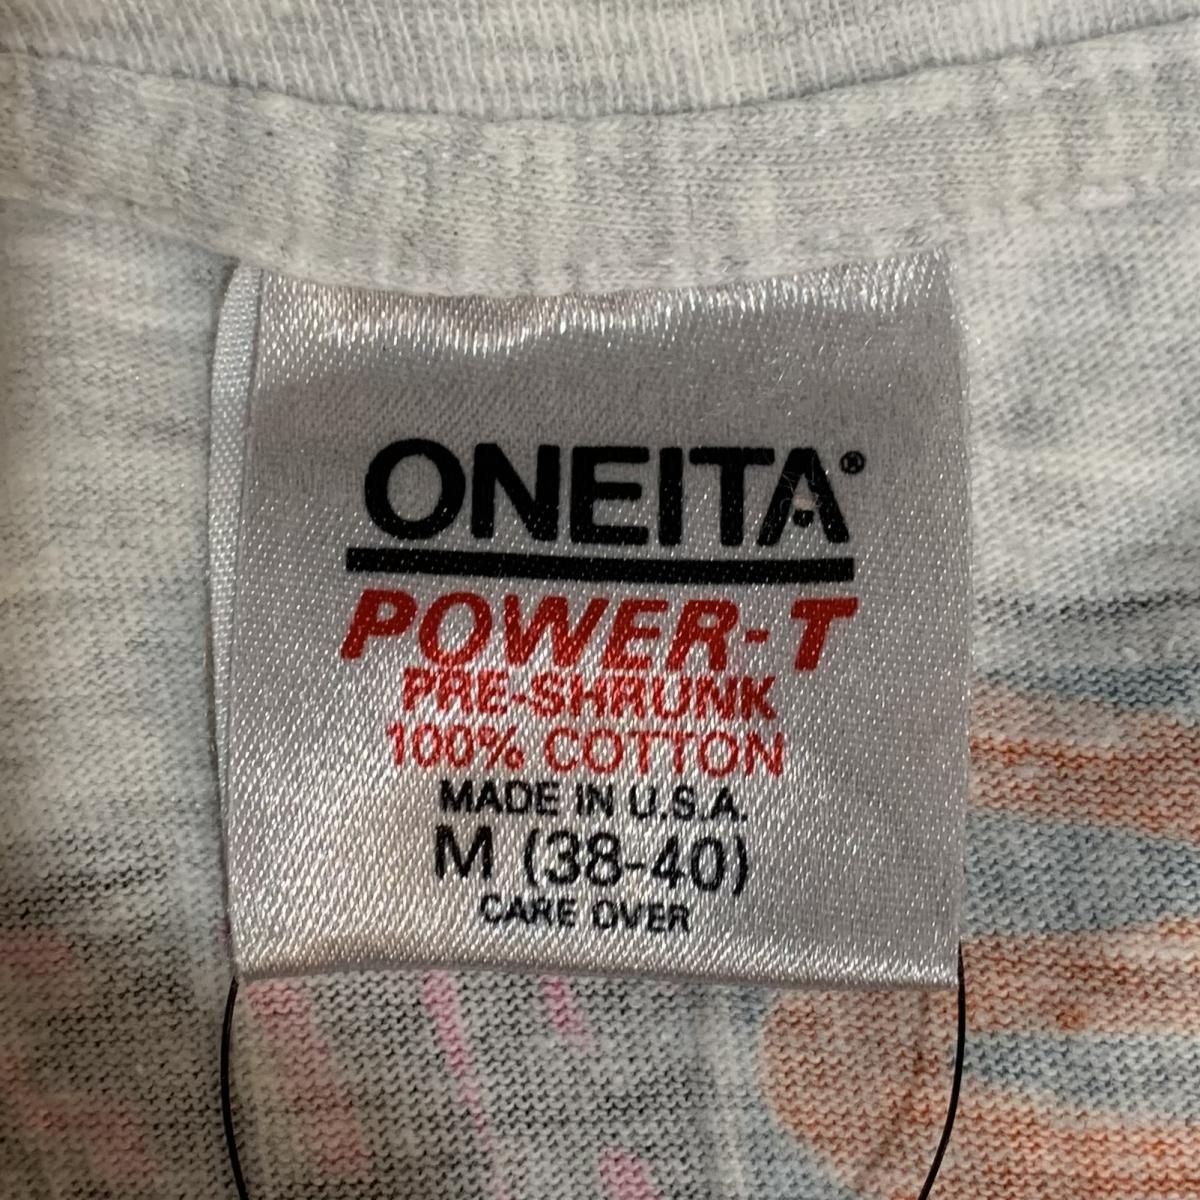 ONEITA®
POWER-T
PRE-SHRUNK
100% COTTON
MADE IN U.S.A.
M (38-40)
CARE OVER